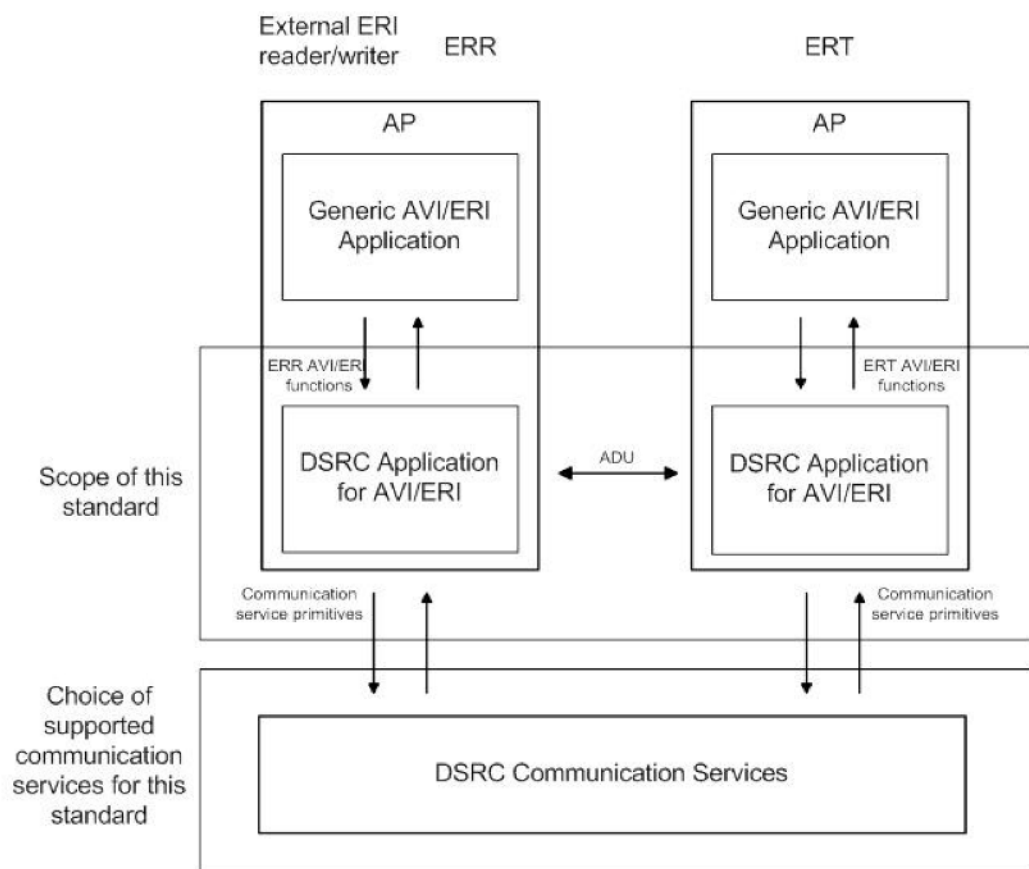 External ERI
reader/writer
ERR
ERT
AP
AP
Generic AVI/ERI
Application
Generic AVI/ERI
Application
ERR AVI/ERI
functions
ERT AVI/ERI
functions
Scope of this
standard
DSRC Application
for AVI/ERI
ADU
DSRC Application
for AVI/ERI
Communication
service primitives
Communication
service primitives
Choice of
supported
communication
services for this
standard
DSRC Communication Services